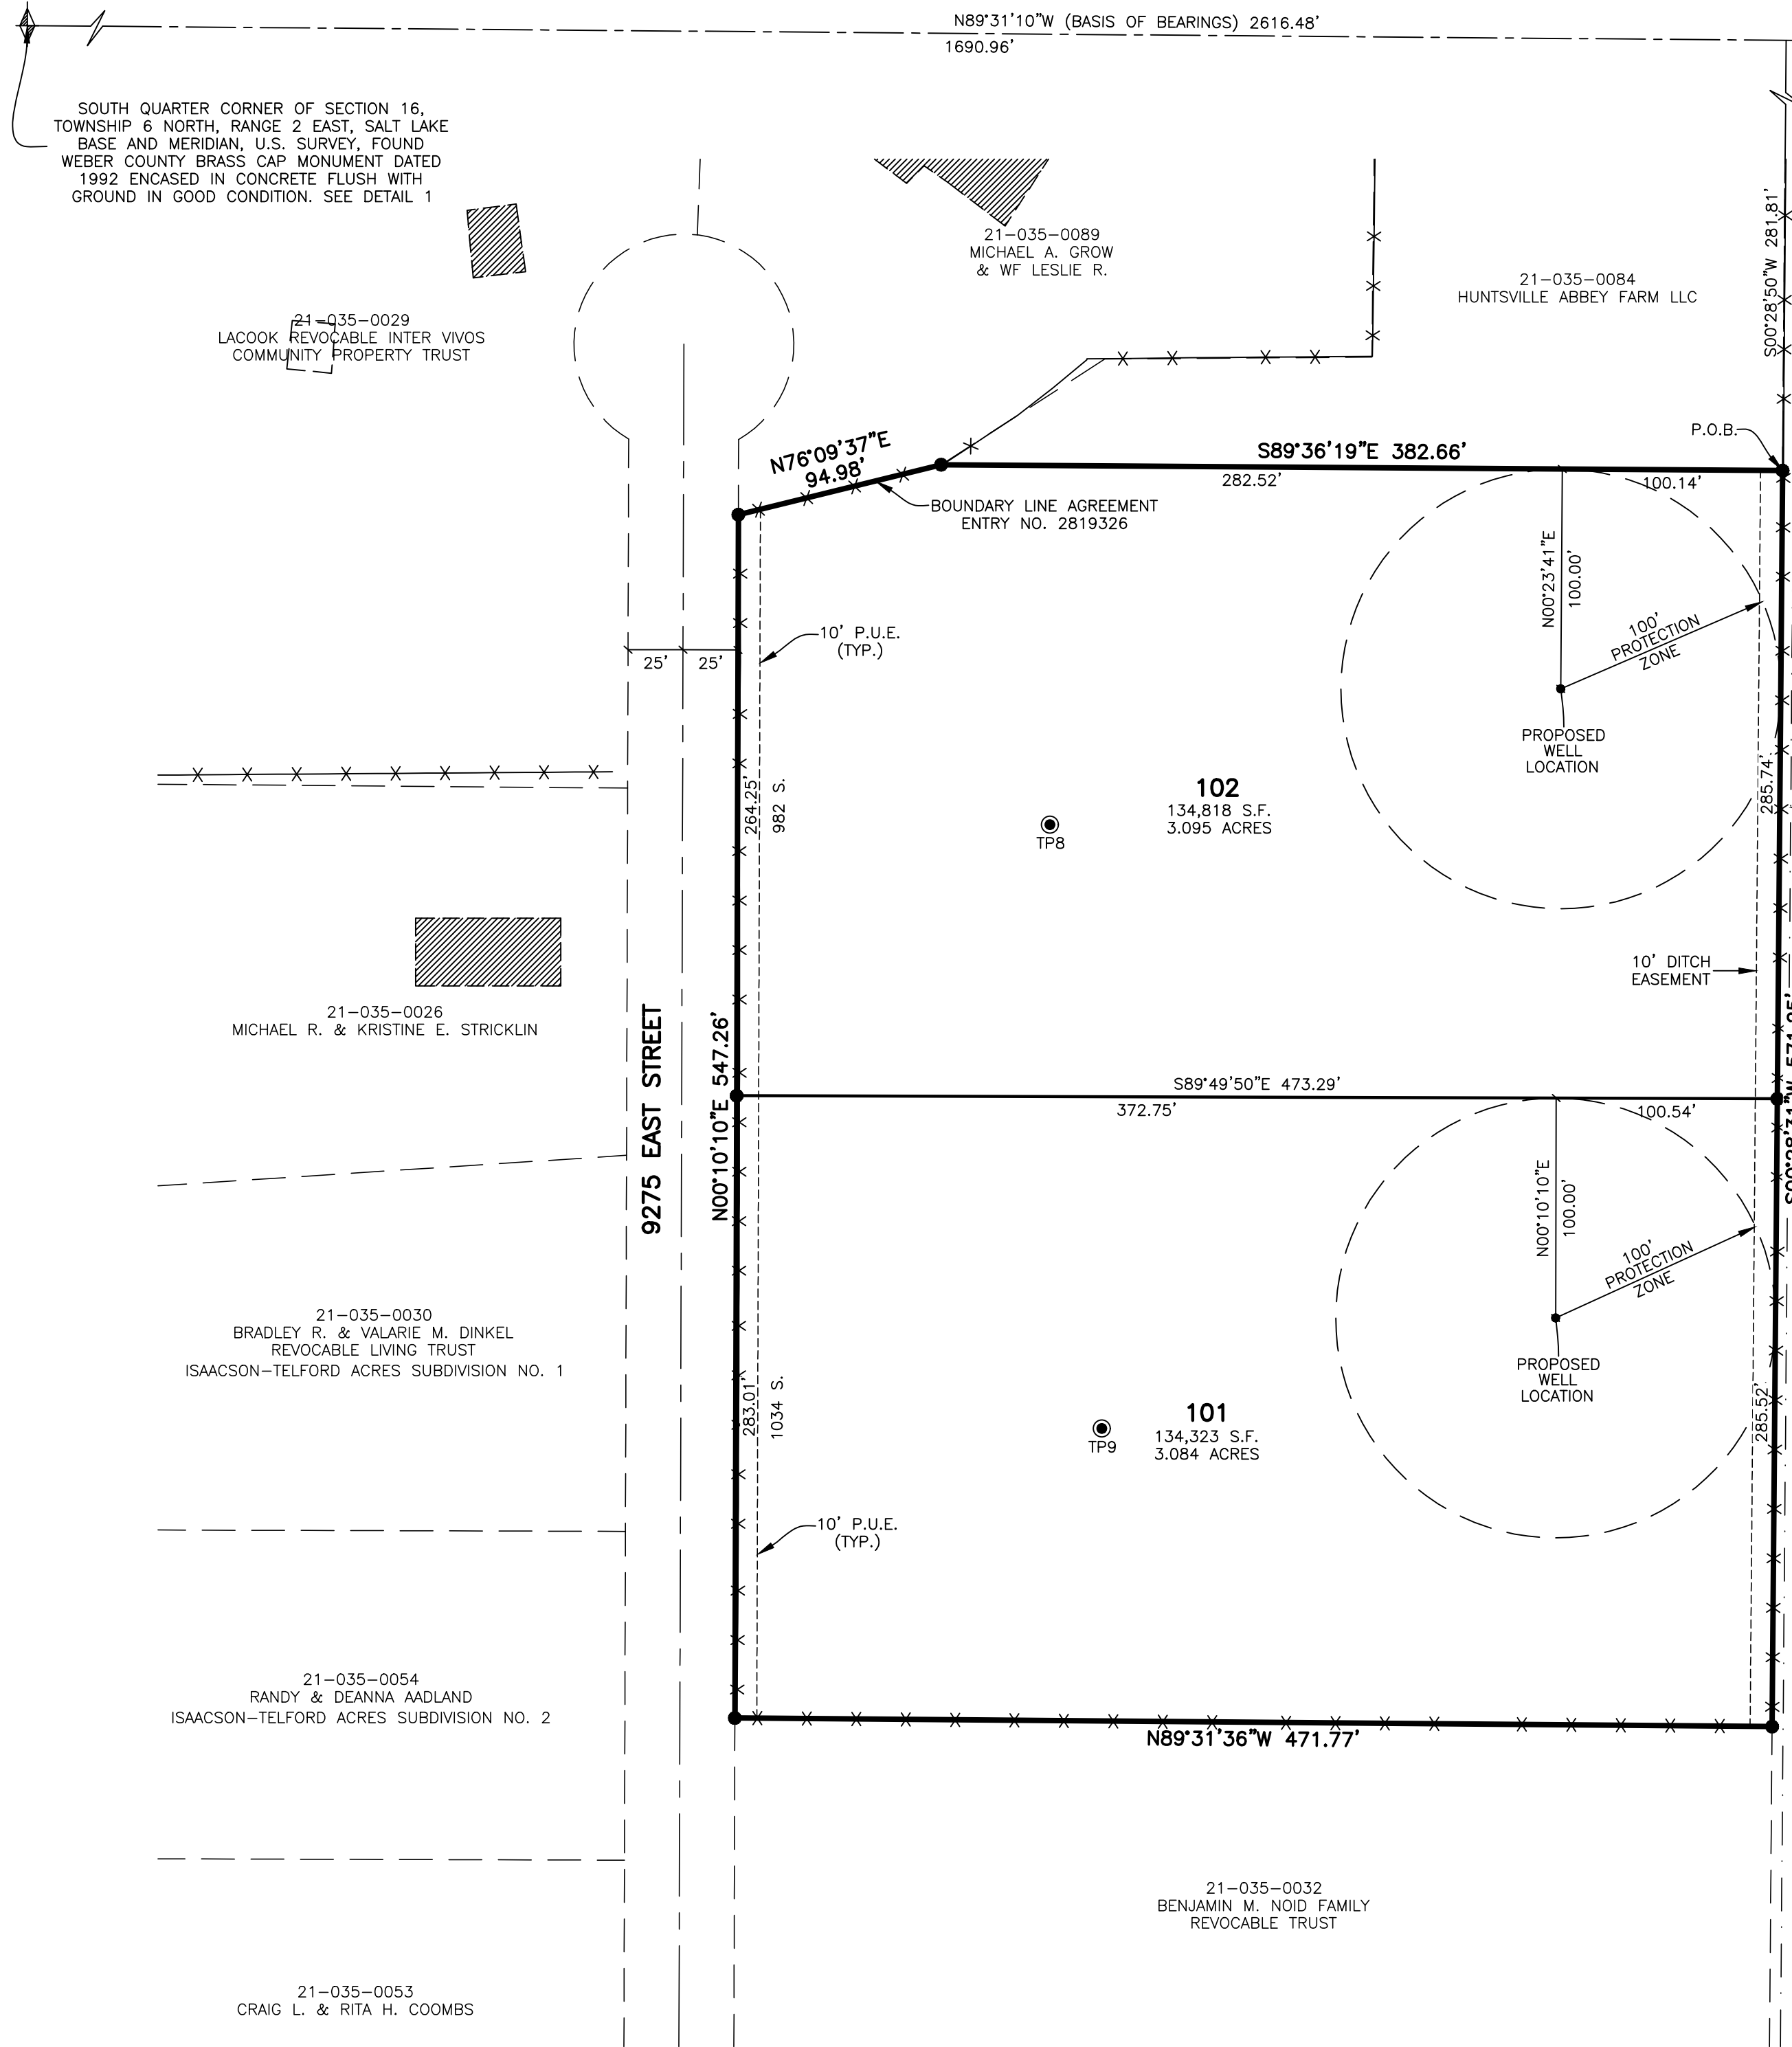 N89°31'10"W (BASIS OF BEARINGS) 2616.48'
1690.96'
SOUTH QUARTER CORNER OF SECTION 16,
TOWNSHIP 6 NORTH, RANGE 2 EAST, SALT LAKE
BASE AND MERIDIAN, U.S. SURVEY, FOUND
WEBER COUNTY BRASS CAP MONUMENT DATED
1992 ENCASED IN CONCRETE FLUSH WITH
GROUND IN GOOD CONDITION. SEE DETAIL 1
21-035-0089
MICHAEL A. GROW
& WF LESLIE R.
21-035-0084
HUNTSVILLE ABBEY FARM LLC
S00°28'50"W 281.81'
21-035-0029
LACOOK REVOCABLE INTER VIVOS
COMMUNITY PROPERTY TRUST
P.O.B.
N76°09'37"E
94.98'
S89°36'19"E 382.66'
282.52'
100.14'
BOUNDARY LINE AGREEMENT
ENTRY NO. 2819326
N00°23'41"E
100.00'
100'
PROTECTION
ZONE
10' P.U.E.
(TYP.)
25'
25'
PROPOSED
WELL
LOCATION
264.25'
982 S.
285.74'
102
134,818 S.F.
3.095 ACRES
TP8
10' DITCH
EASEMENT
21-035-0026
MICHAEL R. & KRISTINE E. STRICKLIN
9275 EAST STREET
N00°10'10"E 547.26'
S89°49'50"E 473.29'
372.75'
100.54'
N00°10'10"E
100.00'
100'
PROTECTION
ZONE
21-035-0030
BRADLEY R. & VALARIE M. DINKEL
REVOCABLE LIVING TRUST
ISAACSON-TELFORD ACRES SUBDIVISION NO. 1
PROPOSED
WELL
LOCATION
283.01'
1034 S.
285.52'
101
134,323 S.F.
3.084 ACRES
TP9
10' P.U.E.
(TYP.)
21-035-0054
RANDY & DEANNA AADLAND
ISAACSON-TELFORD ACRES SUBDIVISION NO. 2
N89°31'36"W 471.77'
21-035-0032
BENJAMIN M. NOID FAMILY
REVOCABLE TRUST
21-035-0053
CRAIG L. & RITA H. COOMBS